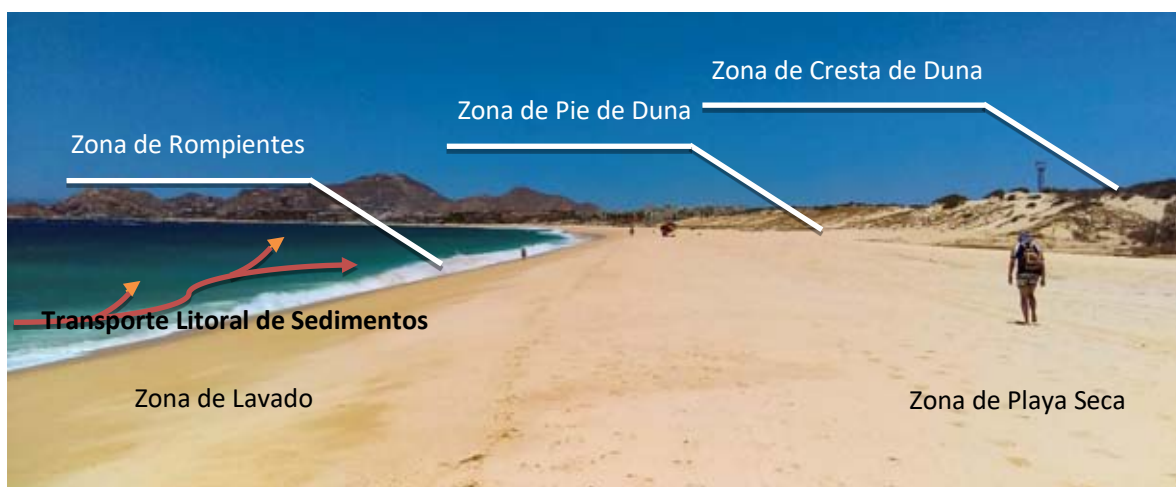 Zona de Cresta de Duna
Zona de Pie de Duna
Zona de Rompientes
Transporte Litoral de Sedimentos
Zona de Lavado
Zona de Playa Seca